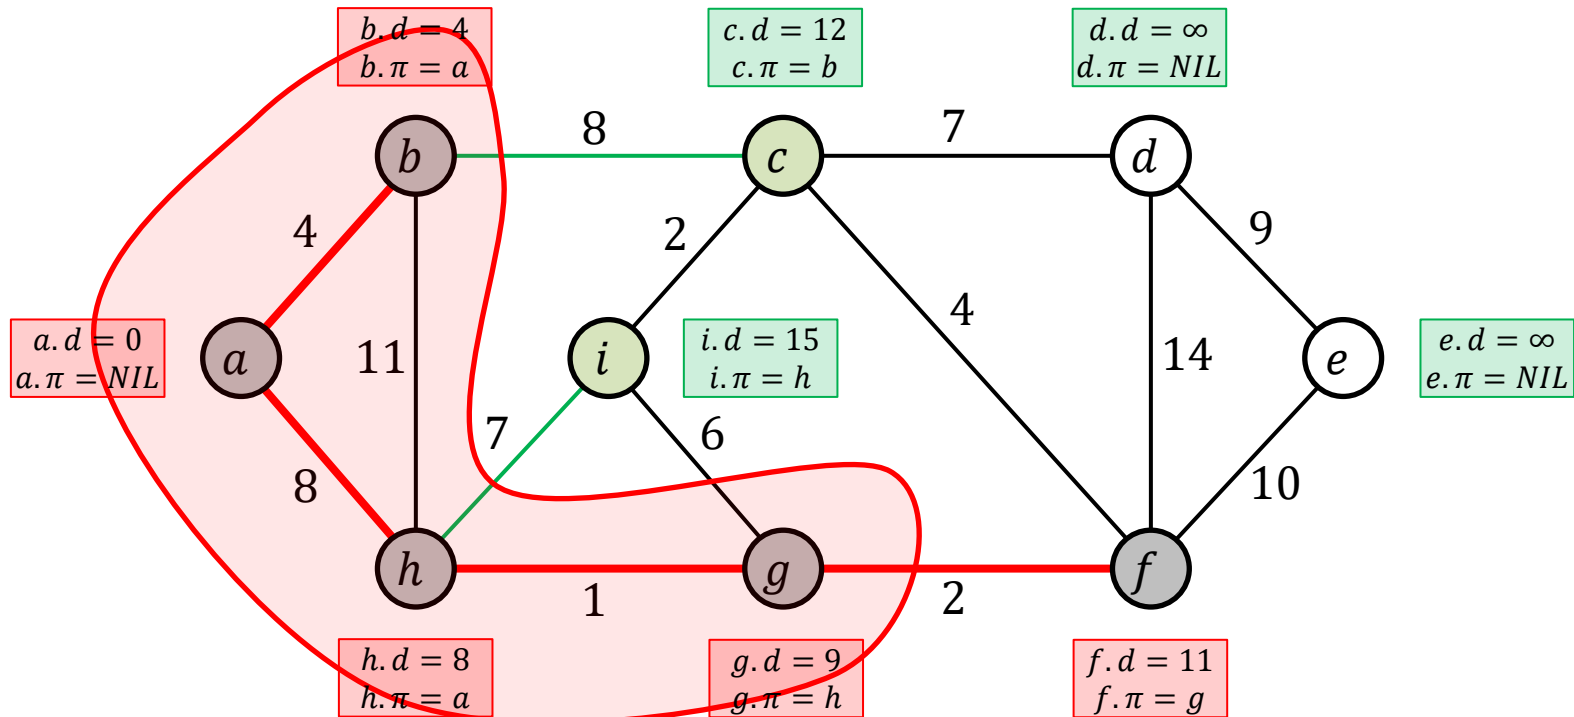 b.d = 4
b.π = a
c.d = 12
c.π = b
d.d = ∞
d.π = NIL
8
7
b
c
d
4
2
9
a.d = 0
a.π = NIL
a
11
i
i.d = 15
i.π = h
4
14
e
e.d = ∞
e.π = NIL
8
7
6
10
h
g
f
1
2
h.d = 8
h.π = a
g.d = 9
g.π = h
f.d = 11
f.π = g